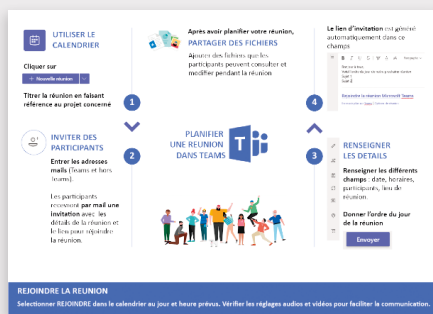 UTILISER LE
CALENDRIER
Cliquer sur
+ Nouvelle réunion
Titrer la réunion en faisant
référence au projet concerné
1
INVITER DES
PARTICIPANTS
Entrer les adresses
mails (Teams et hors
Teams).
Les participants
recevront par mail une
invitation avec les
détails de la réunion et
le lien pour rejoindre
la réunion.
2
Après avoir planifier votre réunion,
PARTAGER DES FICHIERS
Ajouter des fichiers que les
participants peuvent consulter et
modifier pendant la réunion
PLANIFIER
UNE REUNION
DANS TEAMS
T
3
RENSEIGNER
LES DETAILS
Renseigner les différents
champs : date, horaires,
participants, lieu de
réunion.
Donner l'ordre du jour
de la réunion
Envoyer
4
Le lien d'invitation est généré
automatiquement dans ce
champs
Rejoindre la réunion Microsoft Teams
REJOINDRE LA REUNION
Selectionner REJOINDRE dans le calendrier au jour et heure prévus. Vérifier les réglages audios et vidéos pour faciliter la communication.